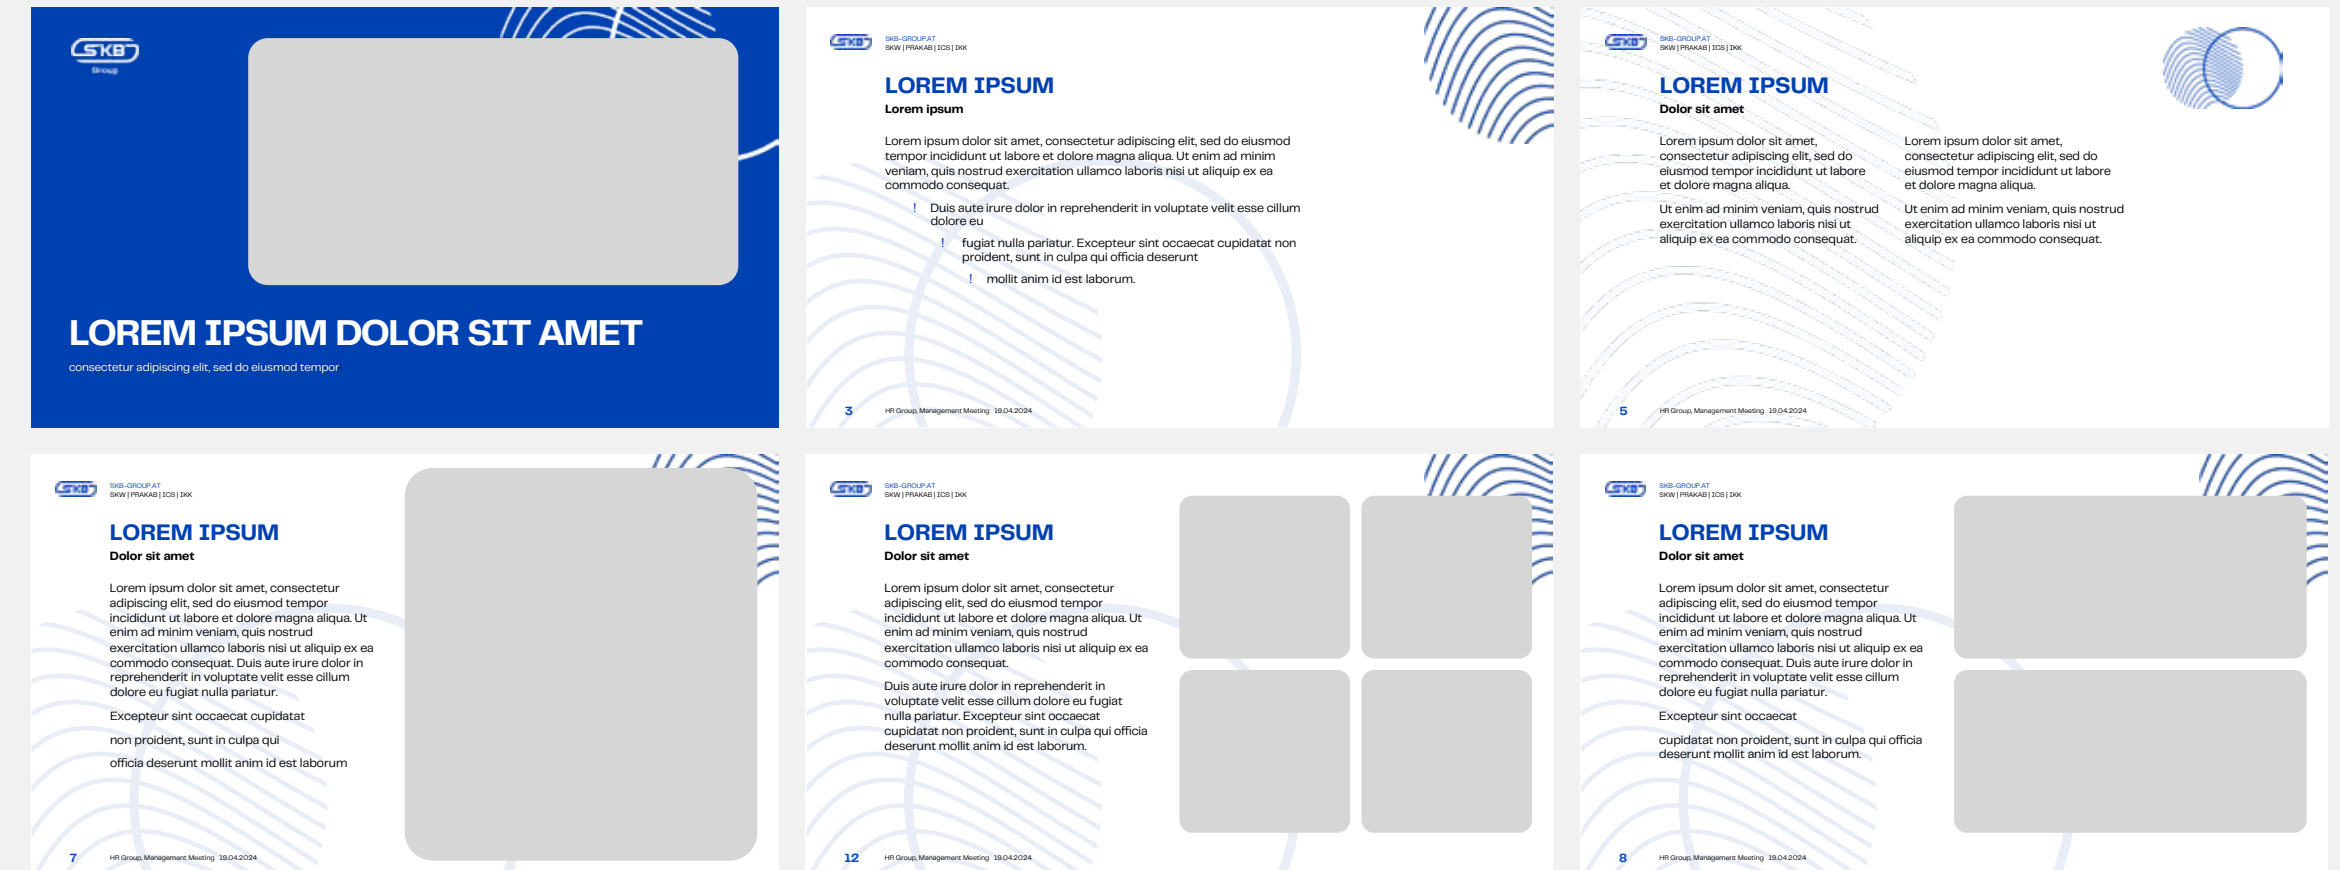 SKB
Group
LOREM IPSUM DOLOR SIT AMET
consectetur adipiscing elit, sed do eiusmod tempor
SKB
SKB-GROUP.AT
SKW | PRAKAB | ICS | IKK
LOREM IPSUM
Lorem ipsum
Lorem ipsum dolor sit amet, consectetur adipiscing elit, sed do eiusmod
tempor incididunt ut labore et dolore magna aliqua. Ut enim ad minim
veniam, quis nostrud exercitation ullamco laboris nisi ut aliquip ex ea
commodo consequat.
! Duis aute irure dolor in reprehenderit in voluptate velit esse cillum
dolore eu
! fugiat nulla pariatur. Excepteur sint occaecat cupidatat non
proident, sunt in culpa qui officia deserunt
! mollit anim id est laborum.
3
HR Group, Management Meeting 19.04.2024
SKB
SKB-GROUP.AT
SKW | PRAKAB | ICS | IKK
LOREM IPSUM
Dolor sit amet
Lorem ipsum dolor sit amet,
consectetur adipiscing elit, sed do
eiusmod tempor incididunt ut labore
et dolore magna aliqua.
Ut enim ad minim veniam, quis nostrud
exercitation ullamco laboris nisi ut
aliquip ex ea commodo consequat.
Lorem ipsum dolor sit amet,
consectetur adipiscing elit, sed do
eiusmod tempor incididunt ut labore
et dolore magna aliqua.
Ut enim ad minim veniam, quis nostrud
exercitation ullamco laboris nisi ut
aliquip ex ea commodo consequat.
5
HR Group, Management Meeting 19.04.2024
SKB
SKB-GROUP.AT
SKW | PRAKAB | ICS | IKK
LOREM IPSUM
Dolor sit amet
Lorem ipsum dolor sit amet, consectetur
adipiscing elit, sed do eiusmod tempor
incididunt ut labore et dolore magna aliqua. Ut
enim ad minim veniam, quis nostrud
exercitation ullamco laboris nisi ut aliquip ex ea
commodo consequat. Duis aute irure dolor in
reprehenderit in voluptate velit esse cillum
dolore eu fugiat nulla pariatur.
Excepteur sint occaecat cupidatat
non proident, sunt in culpa qui
officia deserunt mollit anim id est laborum
7
HR Group, Management Meeting 19.04.2024
SKB
SKB-GROUP.AT
SKW | PRAKAB | ICS | IKK
LOREM IPSUM
Dolor sit amet
Lorem ipsum dolor sit amet, consectetur
adipiscing elit, sed do eiusmod tempor
incididunt ut labore et dolore magna aliqua. Ut
enim ad minim veniam, quis nostrud
exercitation ullamco laboris nisi ut aliquip ex ea
commodo consequat.
Duis aute irure dolor in reprehenderit in
voluptate velit esse cillum dolore eu fugiat
nulla pariatur. Excepteur sint occaecat
cupidatat non proident, sunt in culpa qui officia
deserunt mollit anim id est laborum.
12
HR Group, Management Meeting 19.04.2024
SKB
SKB-GROUP.AT
SKW | PRAKAB | ICS | IKK
LOREM IPSUM
Dolor sit amet
Lorem ipsum dolor sit amet, consectetur
adipiscing elit, sed do eiusmod tempor
incididunt ut labore et dolore magna aliqua. Ut
enim ad minim veniam, quis nostrud
exercitation ullamco laboris nisi ut aliquip ex ea
commodo consequat. Duis aute irure dolor in
reprehenderit in voluptate velit esse cillum
dolore eu fugiat nulla pariatur.
Excepteur sint occaecat
cupidatat non proident, sunt in culpa qui officia
deserunt mollit anim id est laborum.
8
HR Group, Management Meeting 19.04.2024